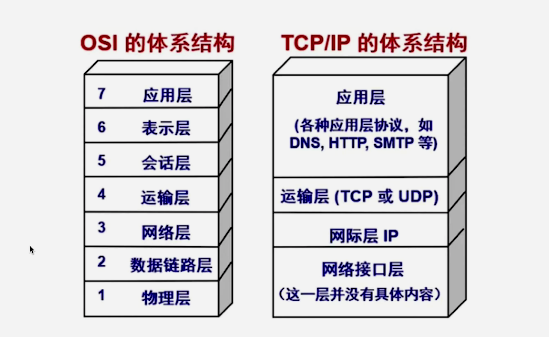 OSI 的体系结构
7 应用层
6 表示层
5 会话层
4 运输层
3 网络层
2 数据链路层
1 物理层
TCP/IP 的体系结构
应用层
(各种应用层协议，如
DNS, HTTP, SMTP 等)
运输层 (TCP 或 UDP)
网际层 IP
网络接口层
（这一层并没有具体内容）